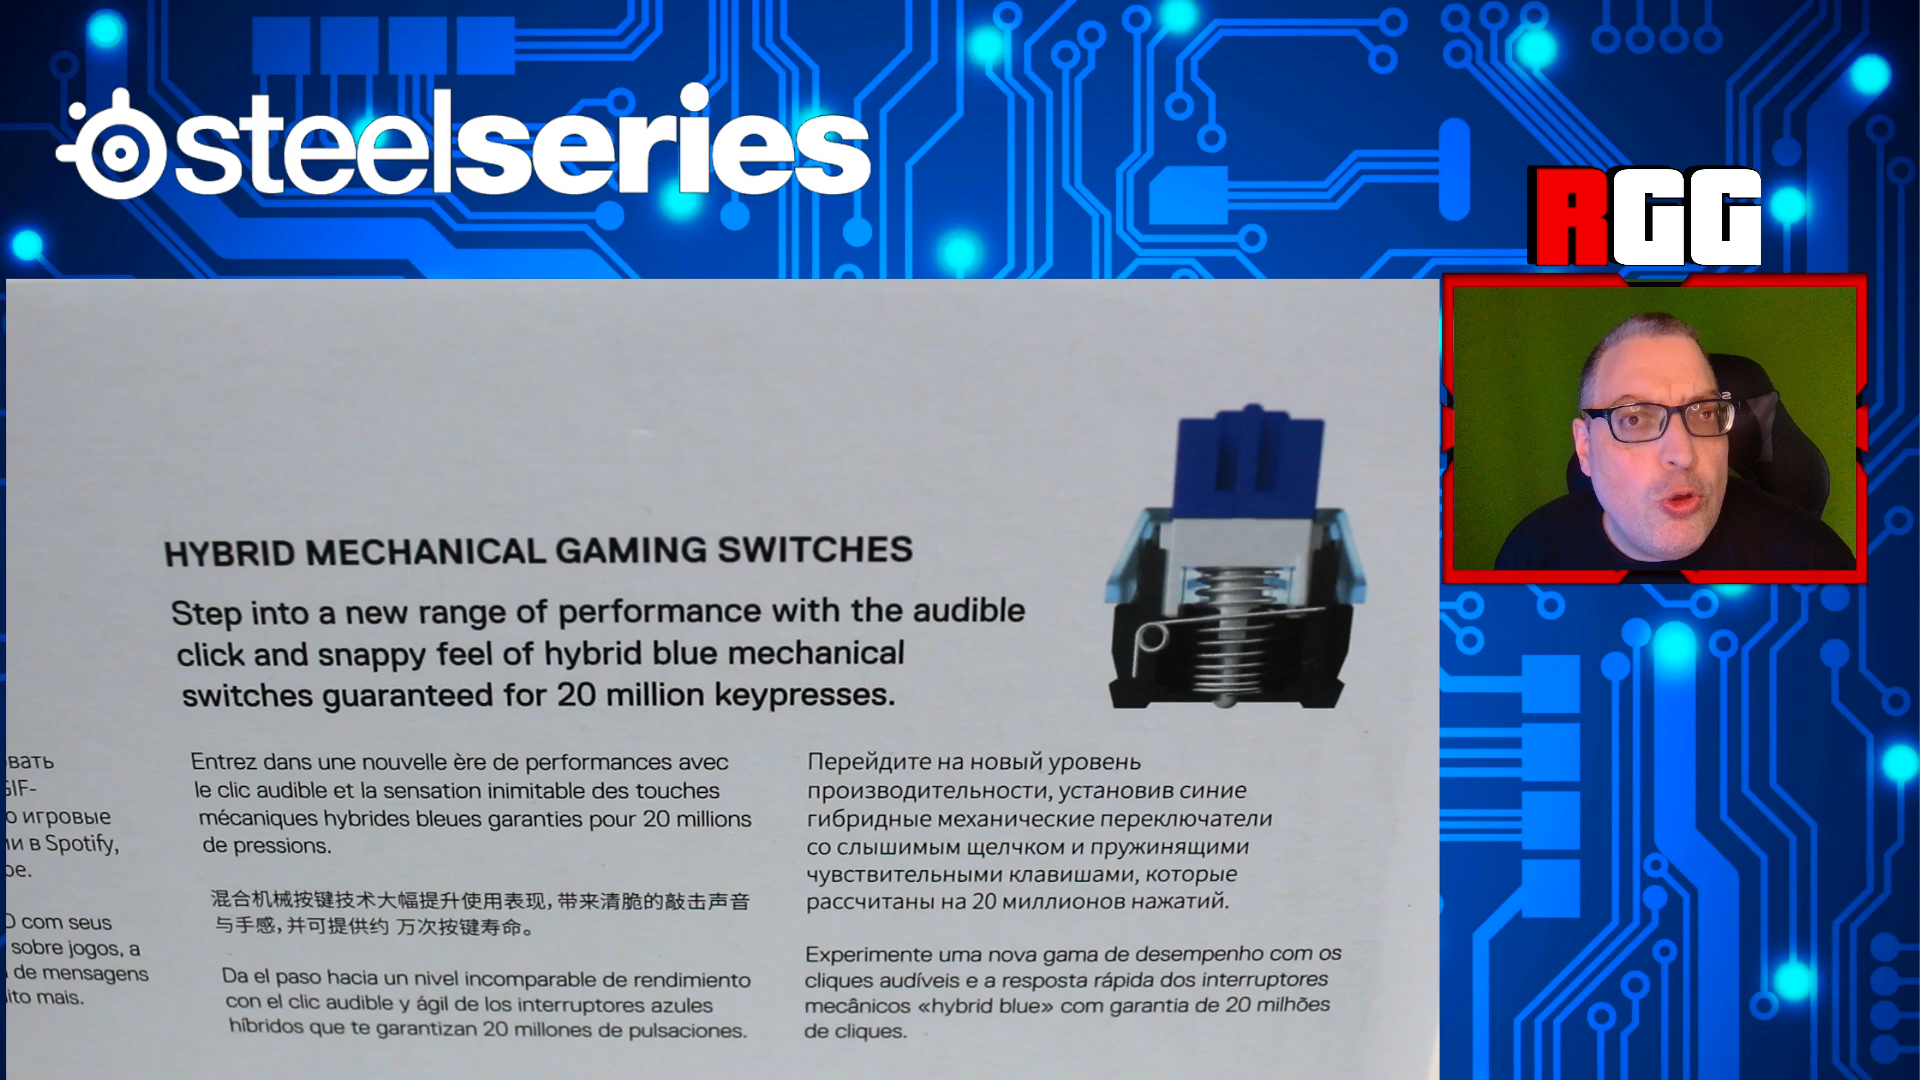 steelseries
RGG
HYBRID MECHANICAL GAMING SWITCHES
Step into a new range of performance with the audible
click and snappy feel of hybrid blue mechanical
switches guaranteed for 20 million keypresses.
Entrez dans une nouvelle ère de performances avec
le clic audible et la sensation inimitable des touches
mécaniques hybrides bleues garanties pour 20 millions
de pressions.
混合机械按键技术大幅提升使用表现,带来清脆的敲击声音
与手感,并可提供约 万次按键寿命。
Da el paso hacia un nivel incomparable de rendimiento
con el clic audible y ágil de los interruptores azules
híbridos que te garantizan 20 millones de pulsaciones.
Перейдите на новый уровень
производительности, установив синие
гибридные механические переключатели
со слышимым щелчком и пружинящими
чувствительными клавишами, которые
рассчитаны на 20 миллионов нажатий.
Experimente uma nova gama de desempenho com os
cliques audíveis e a resposta rápida dos interruptores
mecânicos «hybrid blue» com garantia de 20 milhões
de cliques.
игровые
в Spotify,
com seus
sobre jogos, a
de mensagens
mais.